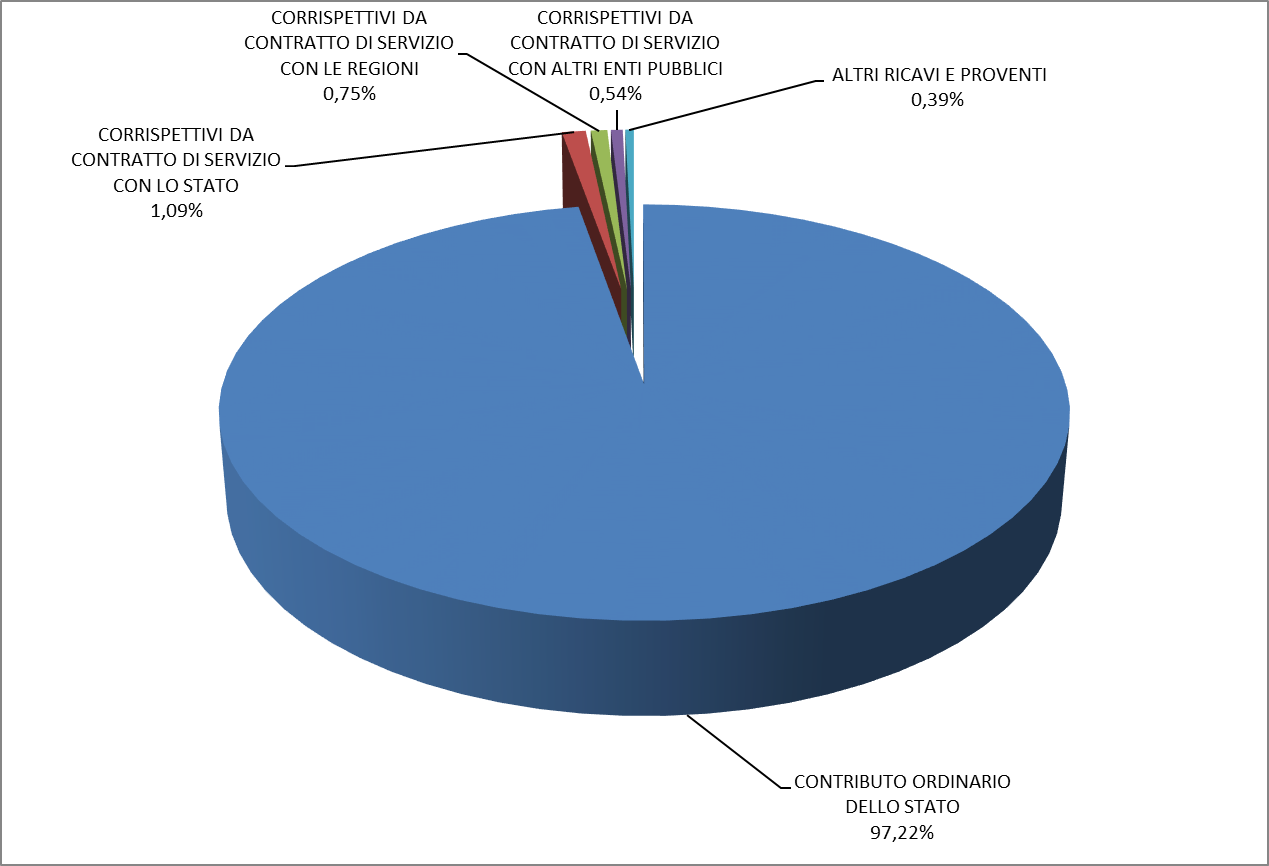 CORRISPETTIVI DA
CONTRATTO DI SERVIZIO
CON LE REGIONI
0,75%
CORRISPETTIVI DA
CONTRATTO DI SERVIZIO
CON ALTRI ENTI PUBBLICI
0,54%
ALTRI RICAVI E PROVENTI
0,39%
CORRISPETTIVI DA
CONTRATTO DI SERVIZIO
CON LO STATO
1,09%
CONTRIBUTO ORDINARIO
DELLO STATO
97,22%